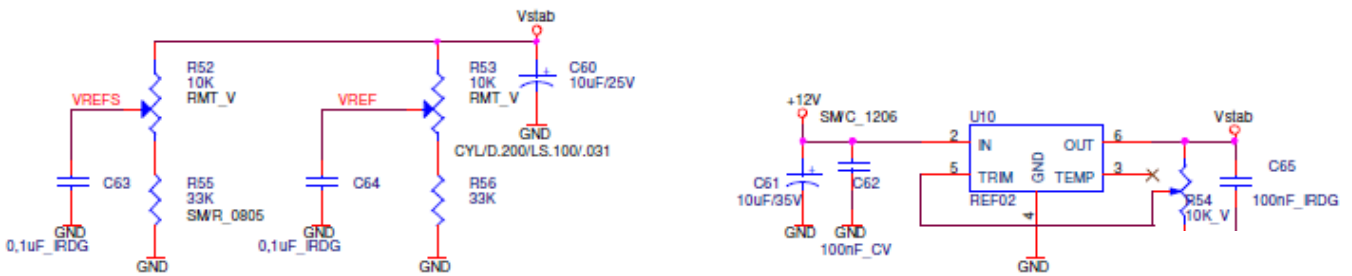 Vstab
R52
10K
RMT_V
R53
10K
RMT_V
C60
10uF/25V
VREFS
VREF
GND
CYL/D.200/LS.100/.031
C63
R55
33K
SM/R_0805
C64
R56
33K
GND
0,1uF_IRDG
GND
0,1uF_IRDG
GND
GND
+12V
SM/C_1206
U10
Vstab
2
IN
OUT
6
5
TRIM
GND
TEMP
3
REF02
4
C61
10uF/35V
C62
R54
10K_V
C65
100nF_IRDG
GND
GND
100nF_CV
GND